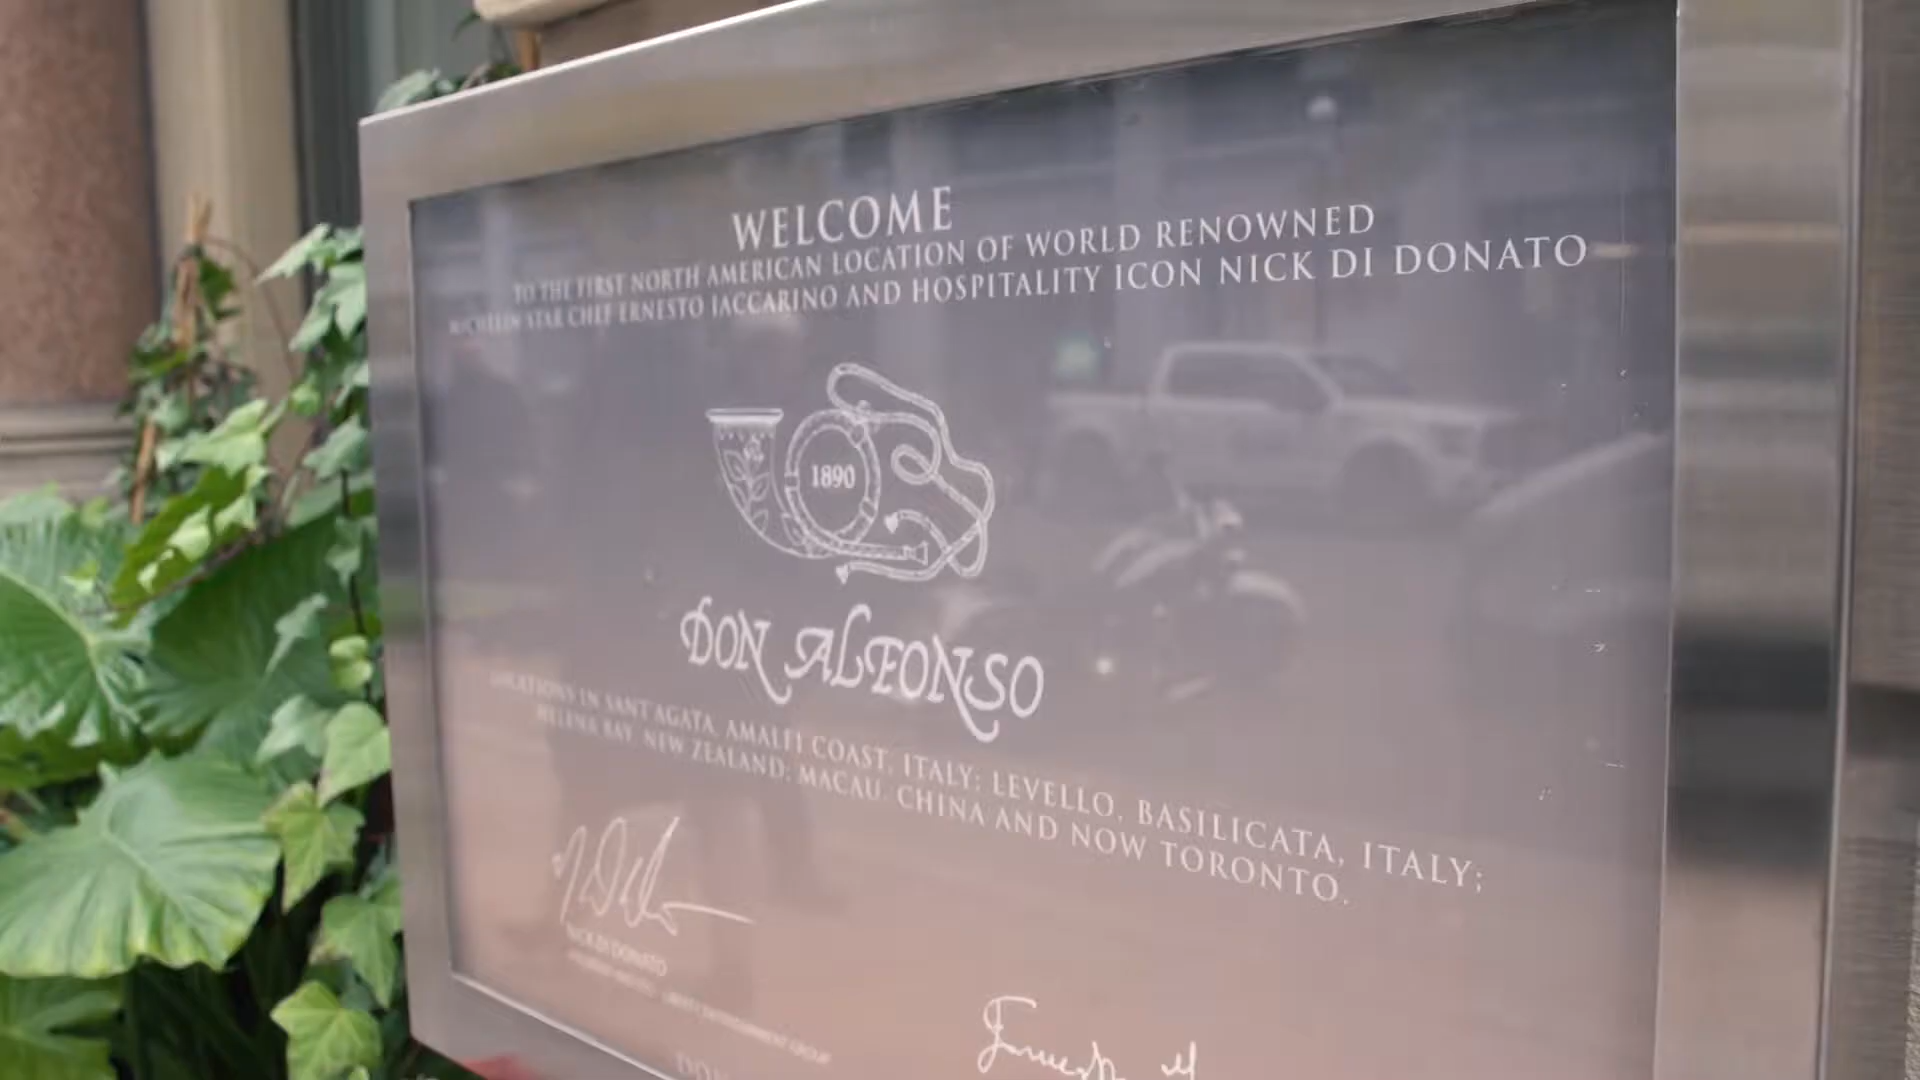 WELCOME
TO THE FIRST NORTH AMERICAN LOCATION OF WORLD RENOWNED
MICHELIN STAR CHEF ERNESTO IACCARINO AND HOSPITALITY ICON NICK DI DONATO
1890
DON ALFONSO
LOCATIONS IN SANT'AGATA, AMALFI COAST, ITALY; LEVELLO, BASILICATA, ITALY;
HELENA BAY, NEW ZEALAND; MACAU, CHINA AND NOW TORONTO.
NICK DI DONATO